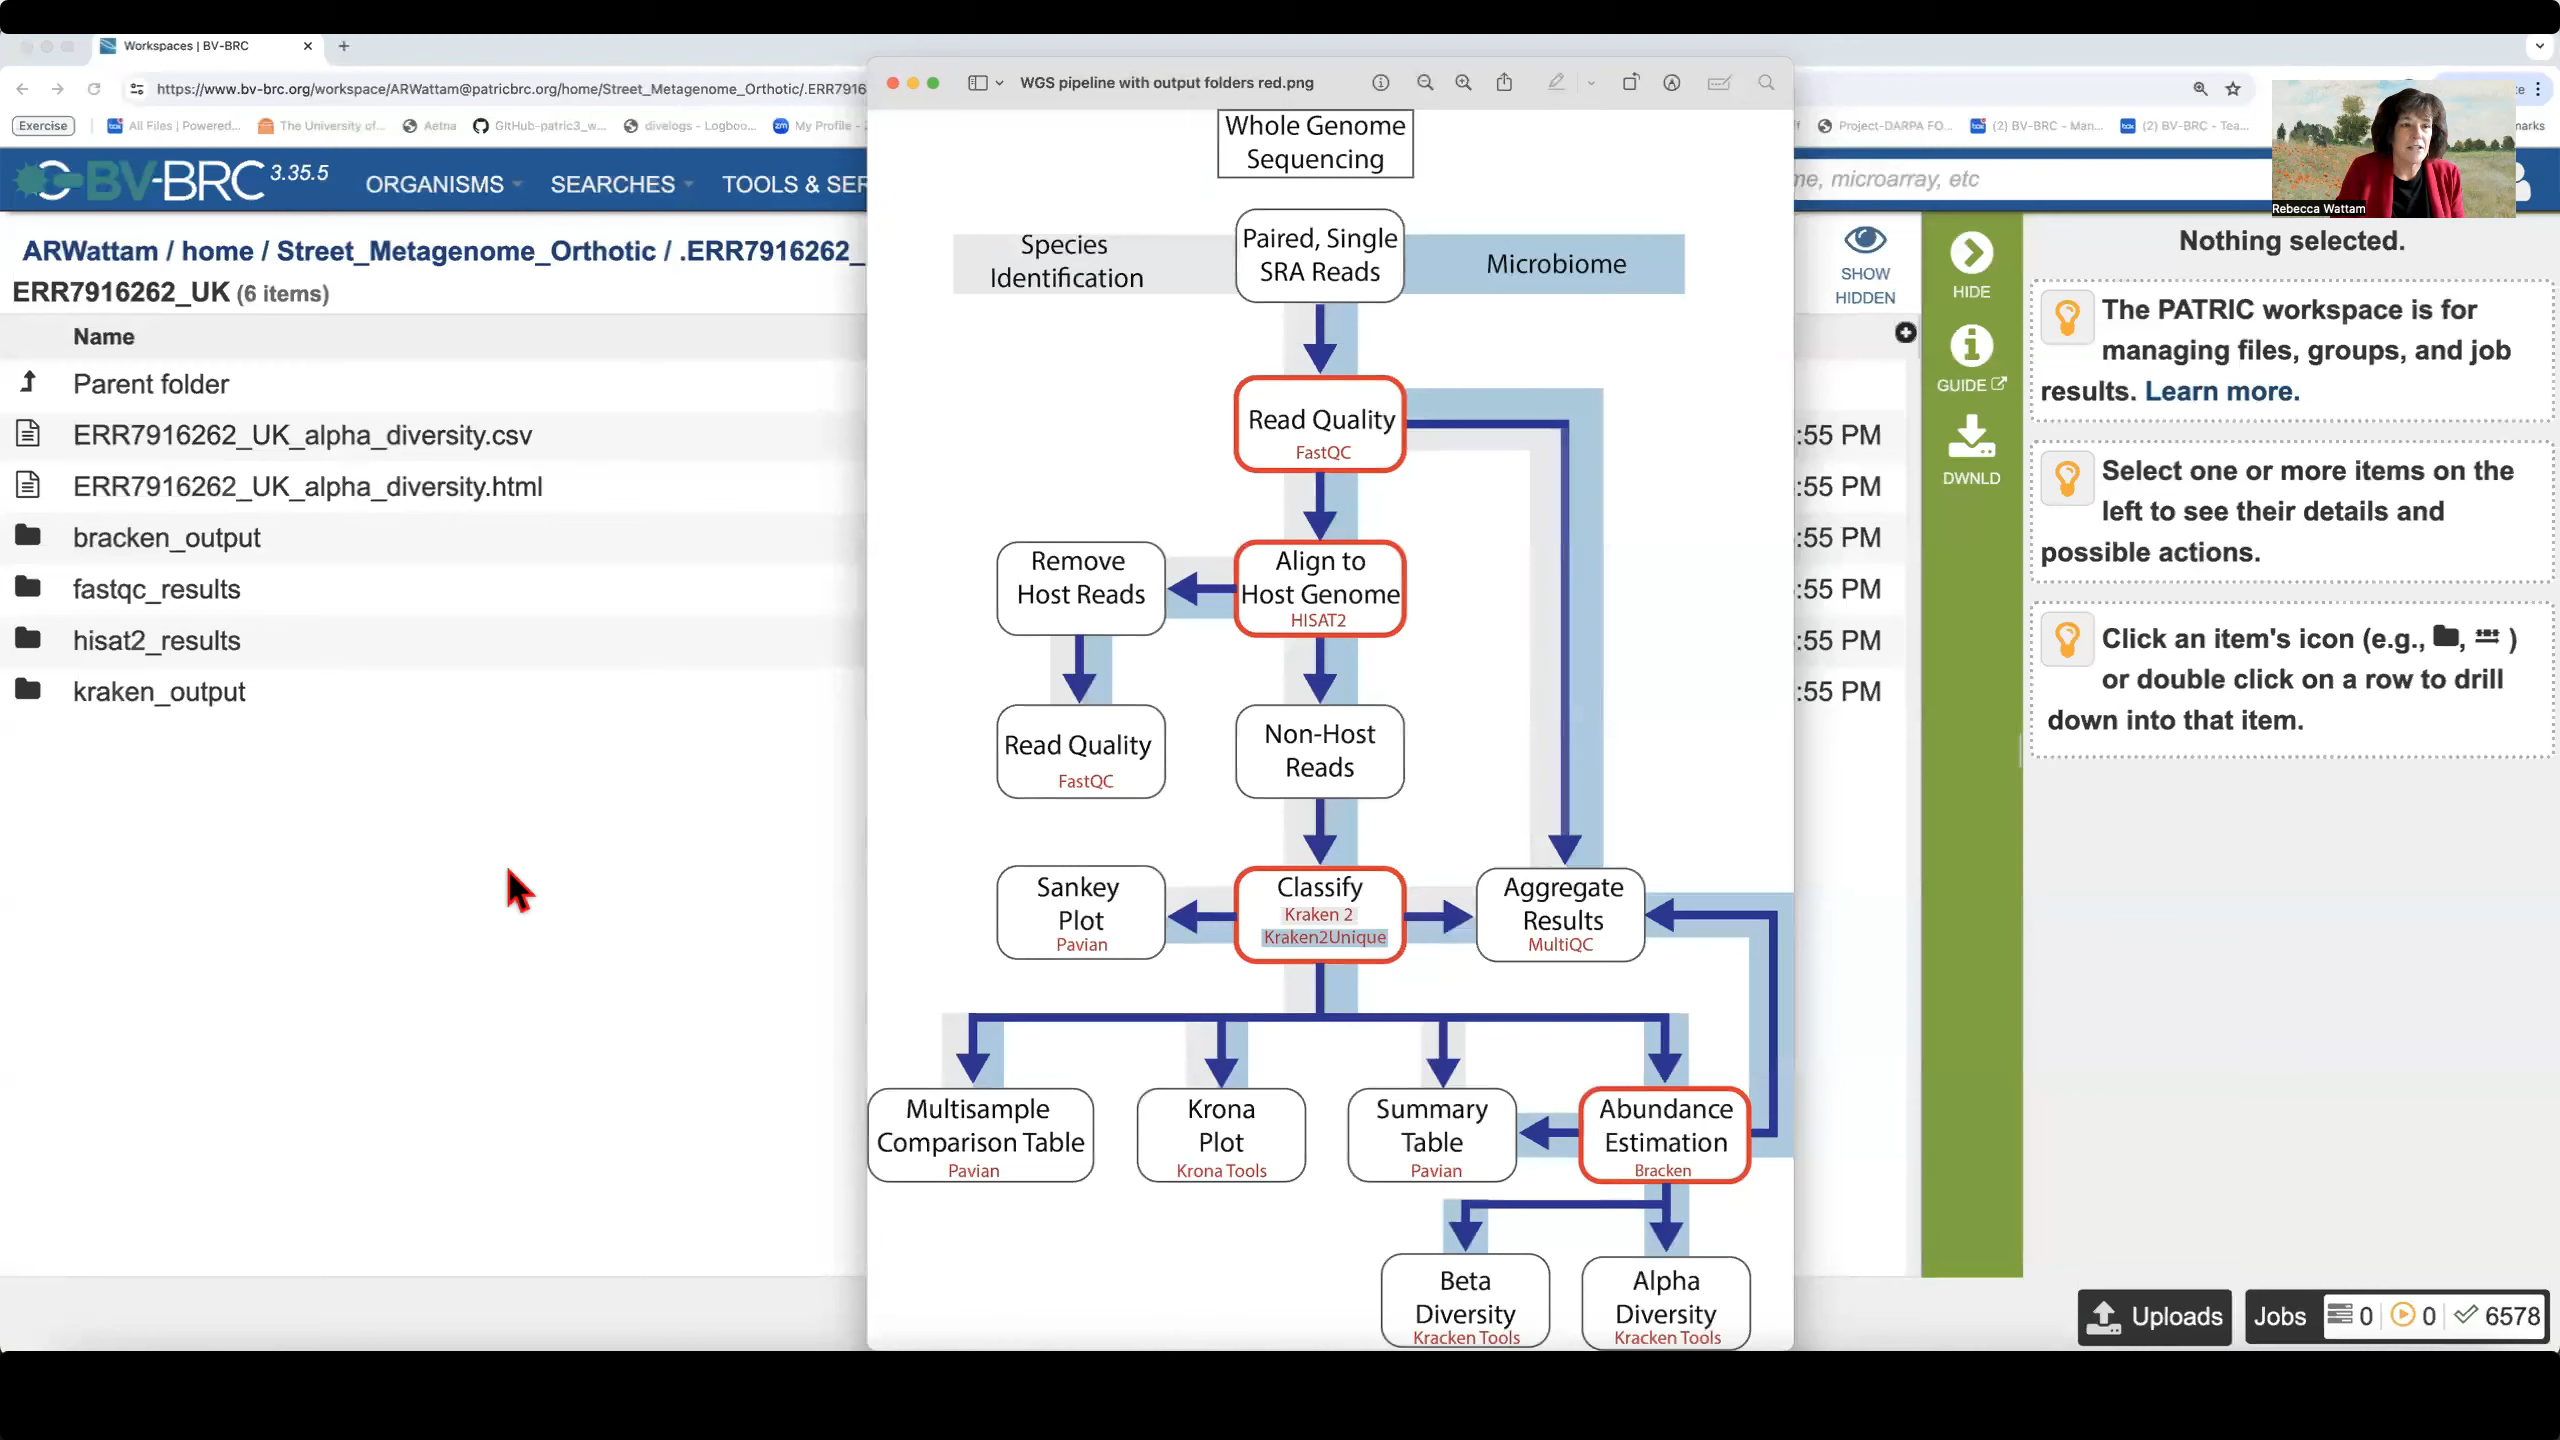 Workspaces | BV-BRC
https://www.bv-brc.org/workspace/ARWattam@patricbrc.org/home/Street_Metagenome_Orthotic/.ERR7916
Exercise
All Files | Powered...
The University of...
Aetna
GitHub-patric3_w...
divelogs - Logboo...
My Profile -
Project-DARPA FO...
(2) BV-BRC - Man...
(2) BV-BRC - Tea...
BV-BRC 3.35.5
ORGANISMS
SEARCHES
TOOLS & SER
me, microarray, etc
Rebecca Wattam
ARWattam / home / Street_Metagenome_Orthotic / .ERR7916262_
ERR7916262_UK (6 items)
Name
Parent folder
ERR7916262_UK_alpha_diversity.csv
ERR7916262_UK_alpha_diversity.html
bracken_output
fastqc_results
hisat2_results
kraken_output
WGS pipeline with output folders red.png
Whole Genome
Sequencing
Species
Identification
Paired, Single
SRA Reads
Microbiome
Read Quality
FastQC
Remove
Host Reads
Align to
Host Genome
HISAT2
Read Quality
FastQC
Non-Host
Reads
Sankey
Plot
Pavian
Classify
Kraken 2
Kraken2Unique
Aggregate
Results
MultiQC
Multisample
Comparison Table
Pavian
Krona
Plot
Krona Tools
Summary
Table
Pavian
Abundance
Estimation
Bracken
Beta
Diversity
Kracken Tools
Alpha
Diversity
Kracken Tools
SHOW
HIDDEN
:55 PM
:55 PM
:55 PM
:55 PM
:55 PM
:55 PM
HIDE
GUIDE
DWNLD
Nothing selected.
The PATRIC workspace is for
managing files, groups, and job
results. Learn more.
Select one or more items on the
left to see their details and
possible actions.
Click an item's icon (e.g., , )
or double click on a row to drill
down into that item.
Uploads
Jobs 0 0 6578